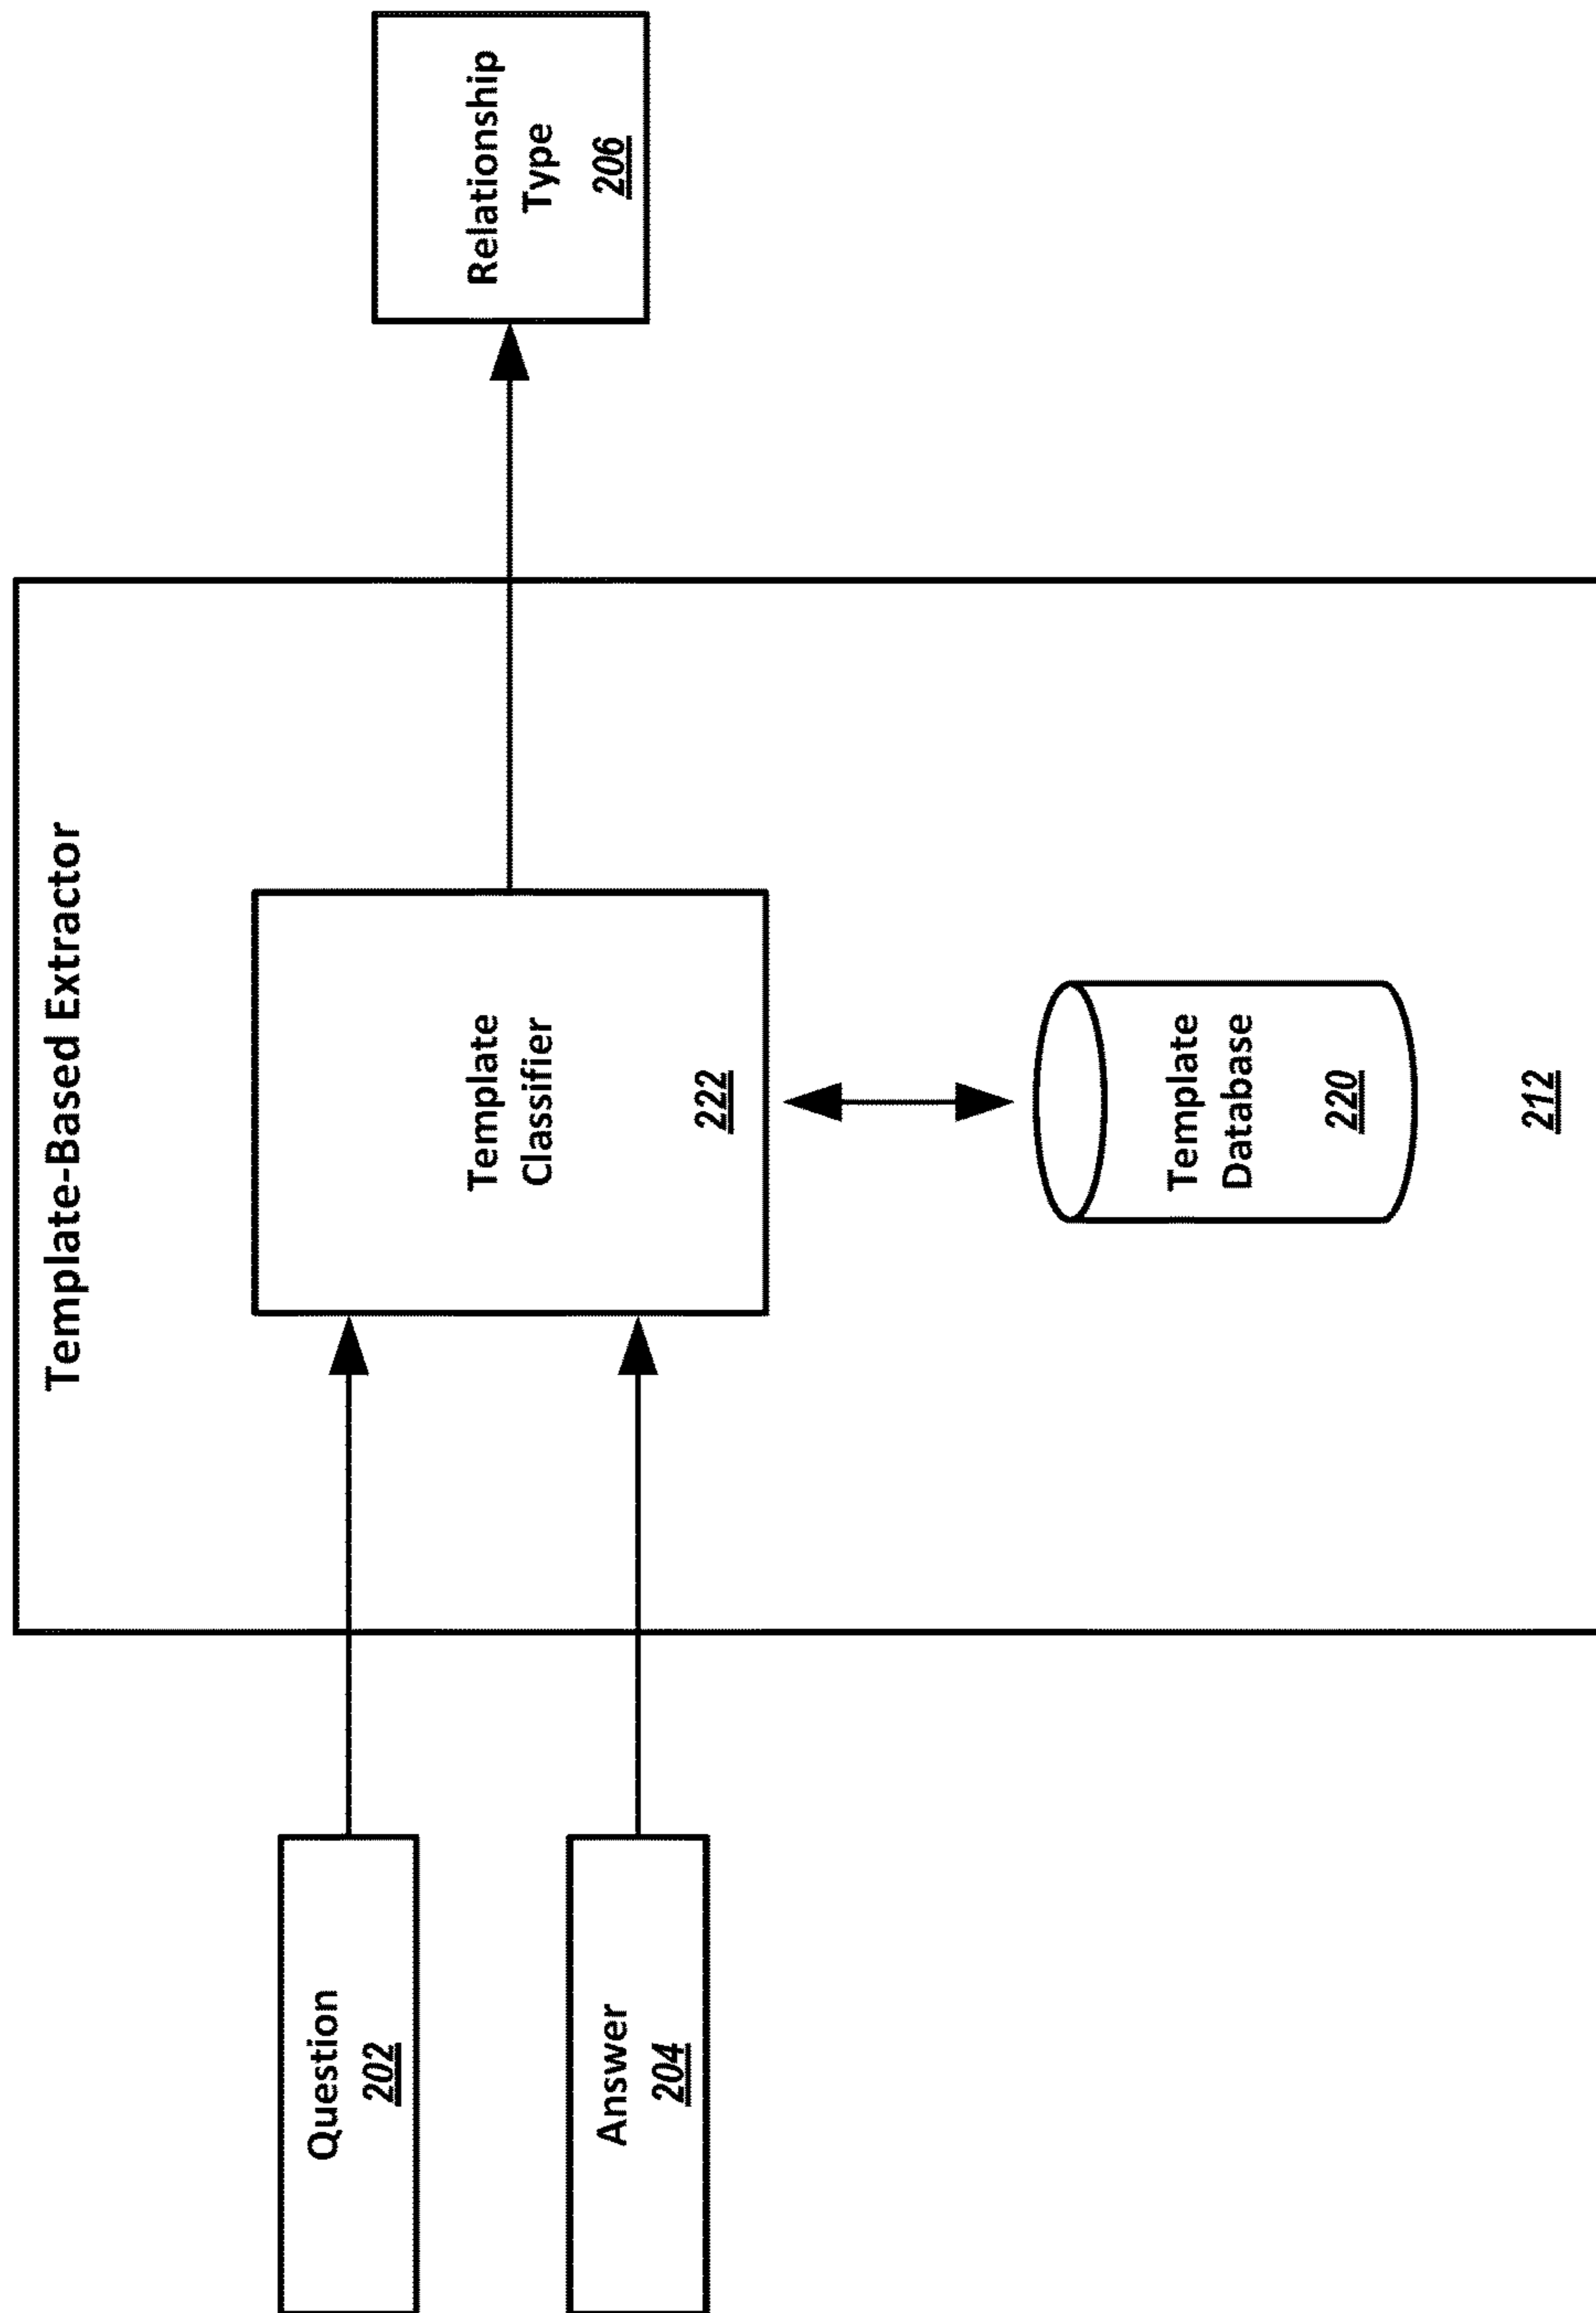 Template-Based Extractor
Question
202
Answer
204
Template
Classifier
222
Template
Database
220
212
Relationship
Type
206